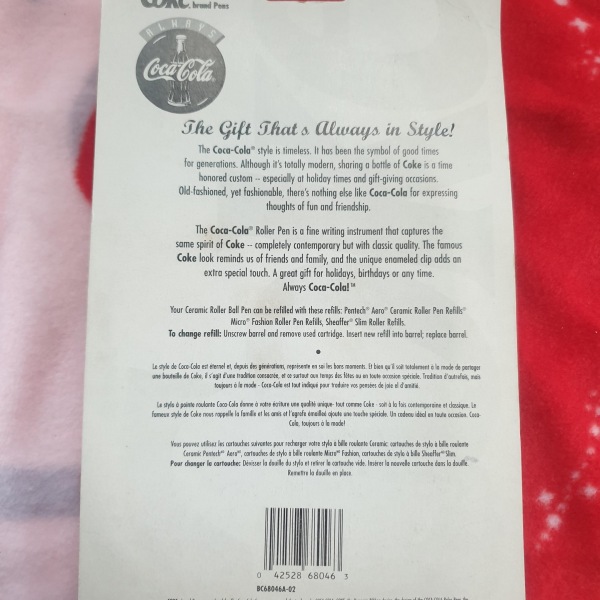 COKE. brand Pens
ALWAYS
Coca-Cola
The Gift That's Always in Style!
The Coca-Cola® style is timeless. It has been the symbol of good times
for generations. Although it's totally modern, sharing a bottle of Coke is a time
honored custom -- especially at holiday times and gift-giving occasions.
Old-fashioned, yet fashionable, there's nothing else like Coca-Cola for expressing
thoughts of fun and friendship.
The Coca-Cola® Roller Pen is a fine writing instrument that captures the
same spirit of Coke -- completely contemporary but with classic quality. The famous
Coke look reminds us of friends and family, and the unique enameled clip adds an
extra special touch. A great gift for holidays, birthdays or any time.
Always Coca-Cola!™
Your Ceramic Roller Ball Pen can be refilled with these refills: Pentech® Aero® Ceramic Roller Pen Refills®
Micro® Fashion Roller Pen Refills, Sheaffer® Slim Roller Refills.
To change refill: Unscrew barrel and remove used cartridge. Insert new refill into barrel; replace barrel.
•
Le style de Coca-Cola est éternel et, depuis des générations, représente en soi les bons moments. Et bien qu'il soit totalement à la mode de partager
une bouteille de Coke, il s'agit d'une tradition consacrée, et ce surtout aux temps des fêtes ou en toute occasion spéciale. Tradition d'autrefois, mais
toujours à la mode - Coca-Cola est tout indiqué pour traduire vos pensées de joie et d'amitié.
Le stylo à pointe roulante Coca-Cola donne à votre écriture une qualité unique- tout comme Coke - soit à la fois contemporaine et classique. Le
fameux style de Coke nous rappelle la famille et les amis et l'agrafe émaillée ajoute une touche spéciale. Un cadeau idéal en toute occasion. Coca-
Cola, toujours à la mode!
Vous pouvez utilisez les cartouches suivantes pour recharger votre stylo à bille roulante Ceramic: cartouches de stylo à bille roulante
Ceramic Pentech® Aero®, cartouches de stylo à bille roulante Micro® Fashion, cartouches de stylo à bille Sheaffer® Slim.
Pour changer la cartouche: Dévisser la douille du stylo et retirer la cartouche vide. Insérer la nouvelle cartouche dans la douille.
Remettre la douille en place.
0 42528 68046 3
BC68046A-02